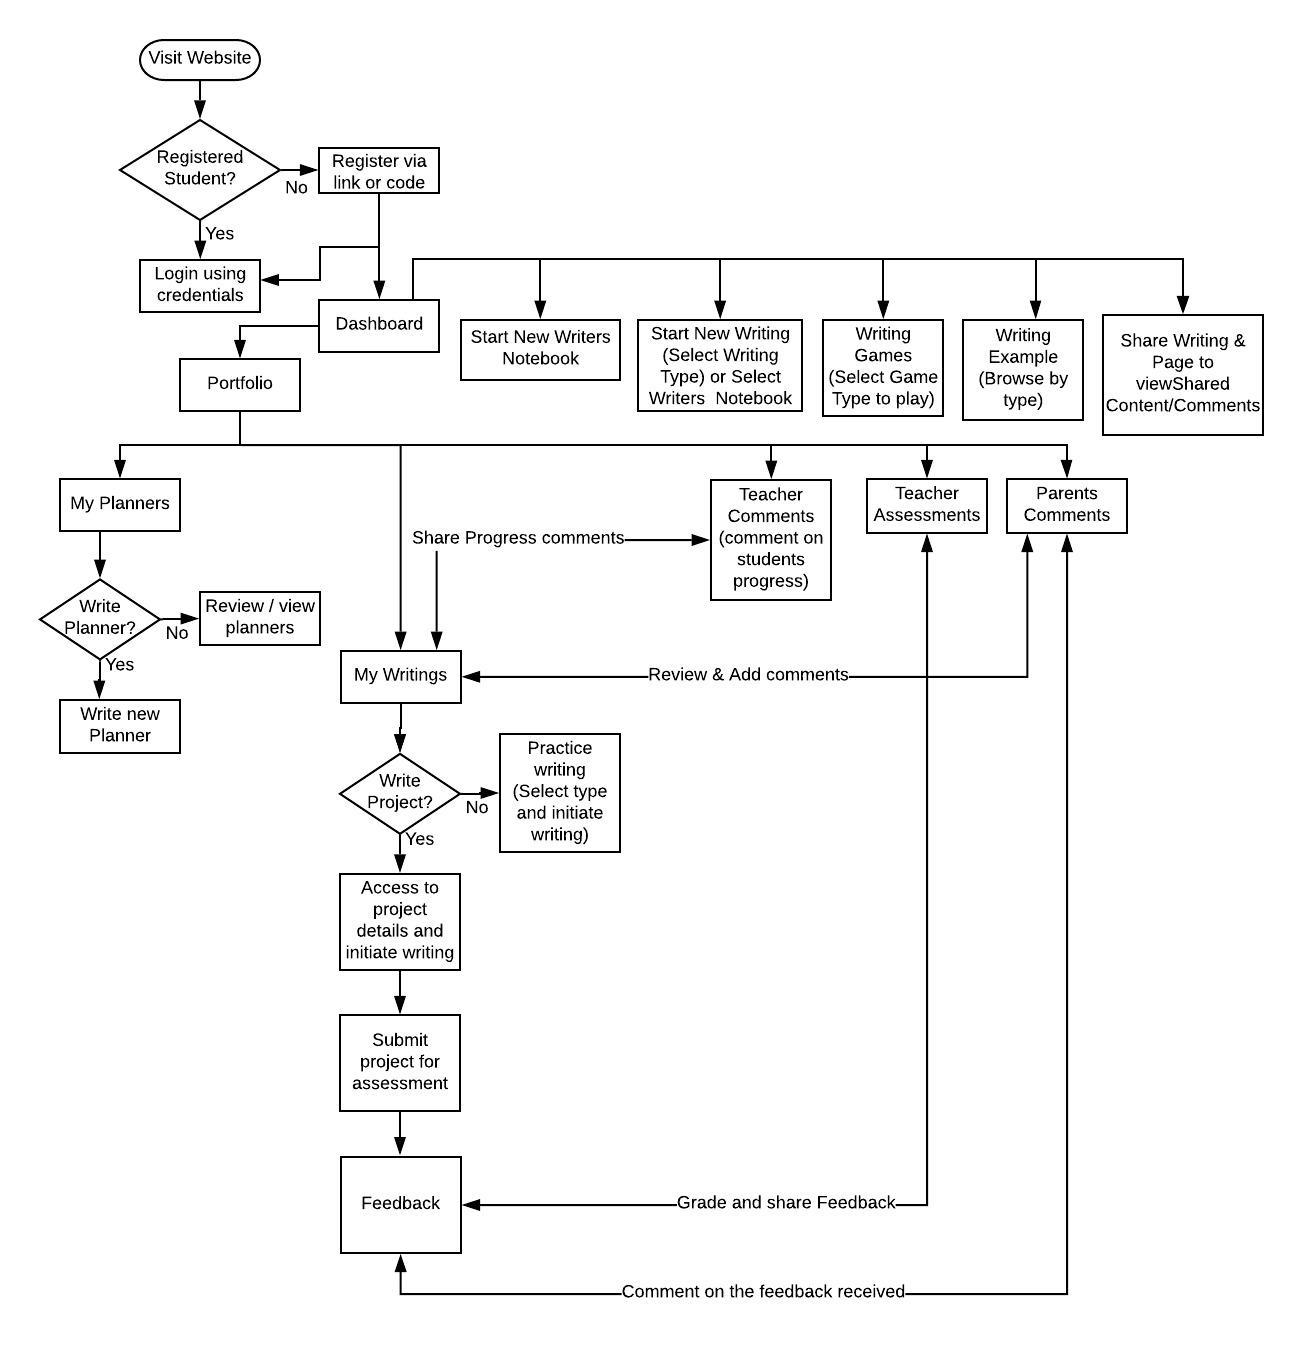 Visit Website
Registered
Student?
No
Register via
link or code
Yes
Login using
credentials
Dashboard
Start New Writers
Notebook
Start New Writing
(Select Writing
Type) or Select
Writers  Notebook
Writing
Games
(Select Game
Type to play)
Writing
Example
(Browse by
type)
Share Writing &
Page to
viewShared
Content/Comments
Portfolio
My Planners
Teacher
Comments
(comment on
students
progress)
Teacher
Assessments
Parents
Comments
Share Progress comments
Write
Planner?
No
Review / view
planners
Yes
Write new
Planner
My Writings
Review & Add comments
Write
Project?
No
Practice
writing
(Select type
and initiate
writing)
Yes
Access to
project
details and
initiate writing
Submit
project for
assessment
Feedback
Grade and share Feedback
Comment on the feedback received